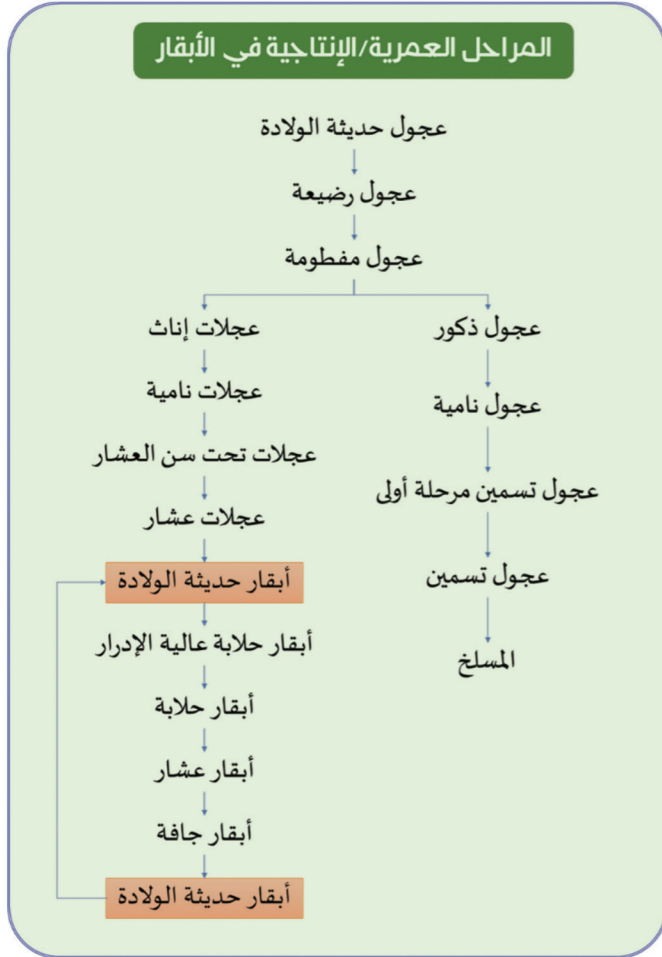 المراحل العمرية/الإنتاجية في الأبقار
عجول حديثة الولادة
عجول رضيعة
عجول مفطومة
عجول ذكور
عجول نامية
عجول تسمين مرحلة أولى
عجول تسمين
المسلخ
عجلات إناث
عجلات نامية
عجلات تحت سن العشار
عجلات عشار
أبقار حديثة الولادة
أبقار حلابة عالية الإدرار
أبقار حلابة
أبقار عشار
أبقار جافة
أبقار حديثة الولادة